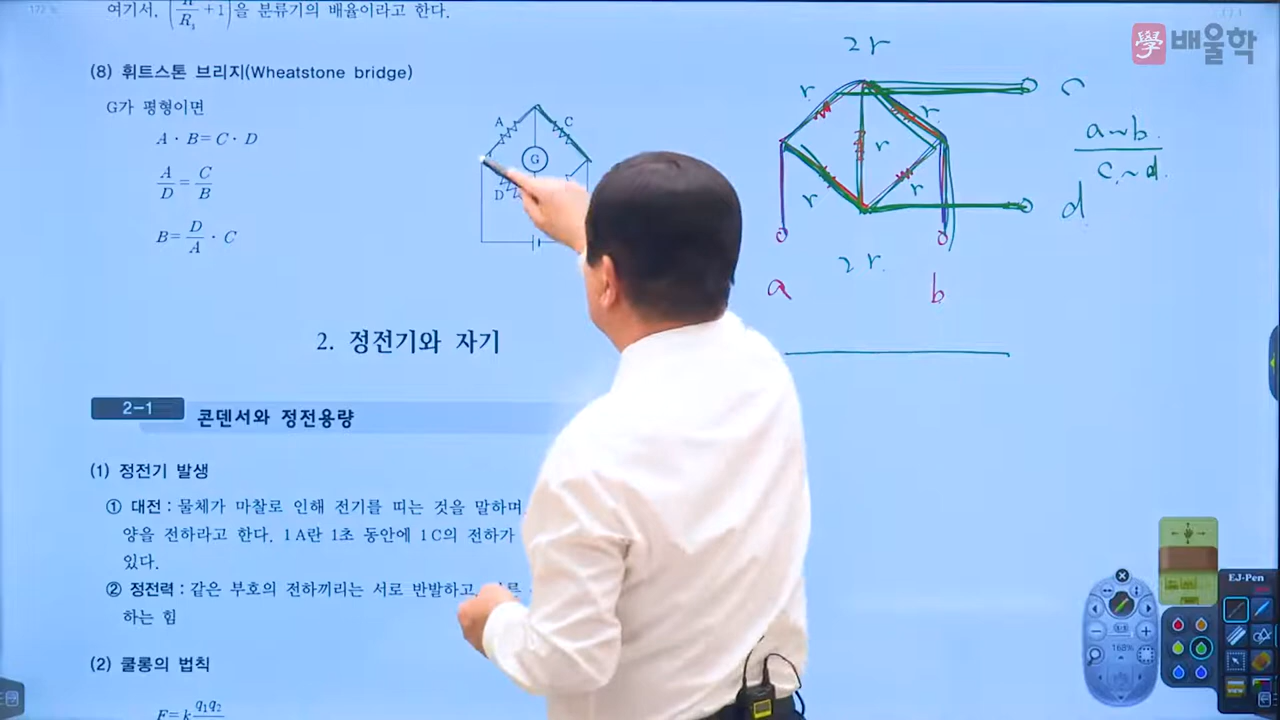 여기서, (R/Rs + 1)을 분류기의 배율이라고 한다.
배울학
(8) 휘트스톤 브리지(Wheatstone bridge)
G가 평형이면
A · B = C · D
A/D = C/B
B = D/A · C
A
C
G
D
2r
r
r
r
r
r
2r
a
b
c
d
a~b
c~d
2. 정전기와 자기
2-1 콘덴서와 정전용량
(1) 정전기 발생
① 대전 : 물체가 마찰로 인해 전기를 띠는 것을 말하며
양을 전하라고 한다. 1A란 1초 동안에 1C의 전하가
있다.
② 정전력 : 같은 부호의 전하끼리는 서로 반발하고
하는 힘
(2) 쿨롱의 법칙
F = k q₁q₂
EJ-Pen
168%